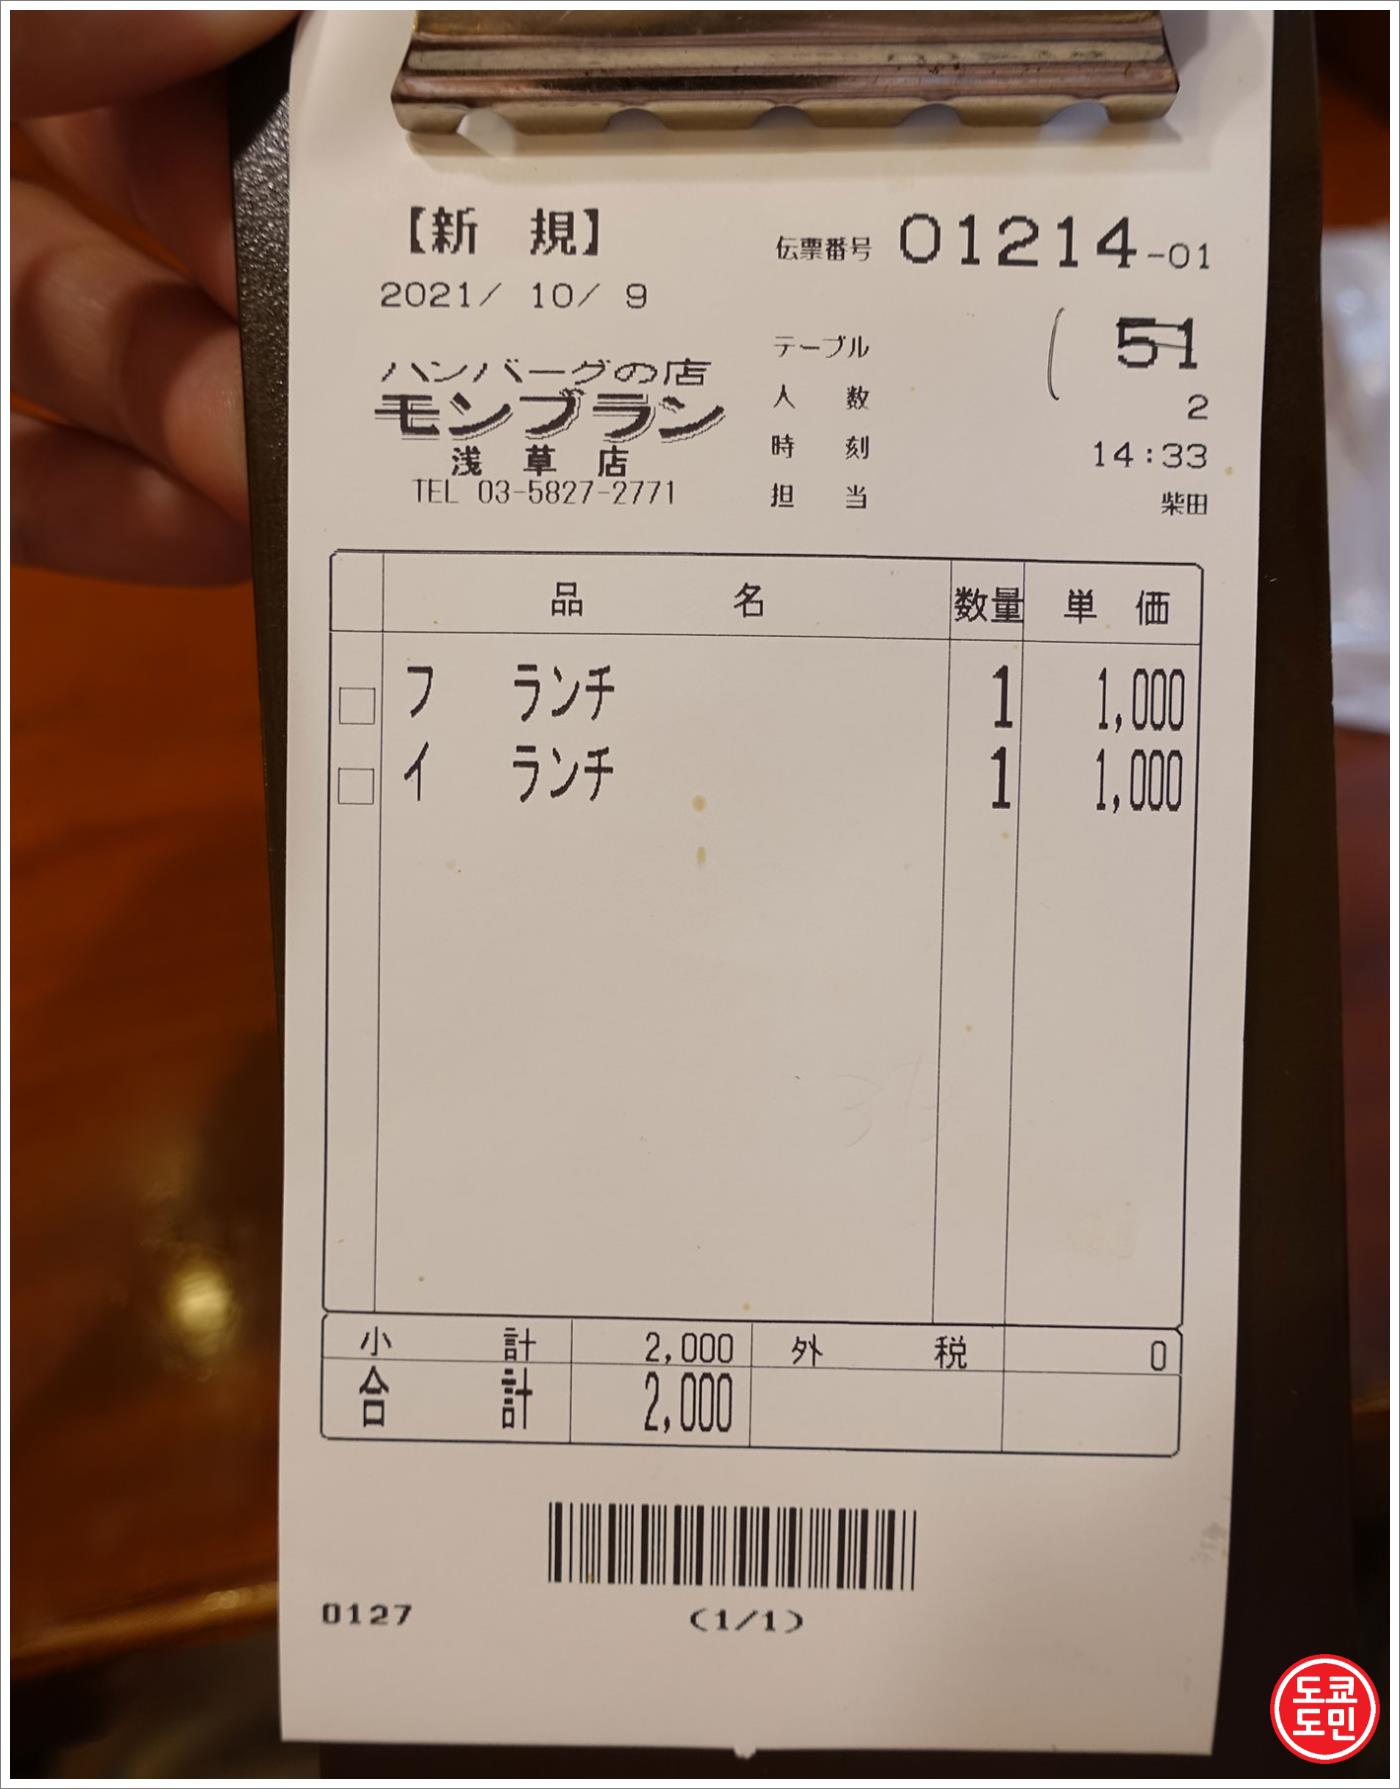 【新 規】
伝票番号 01214-01
2021/ 10/ 9
ハンバーグの店
モンブラン
浅草店
TEL 03-5827-2771
テーブル 51
人数 2
時刻 14:33
担当 柴田
品名 数量 単価
フ ランチ 1 1,000
イ ランチ 1 1,000
小計 2,000 外税 0
合計 2,000
0127 (1/1)
도쿄
도민